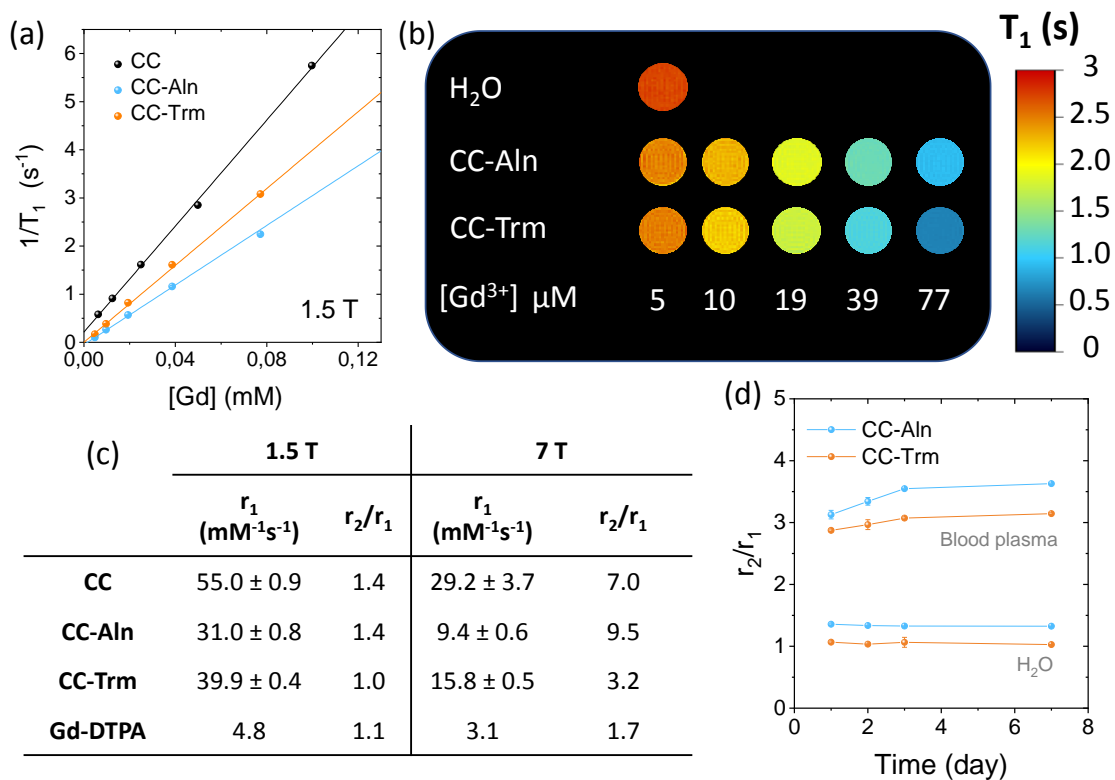 (a)
CC
CC-Aln
CC-Trm
6
5
4
3
2
1
0
1/T₁ (s⁻¹)
1.5 T
0,00 0,04 0,08 0,12
[Gd] (mM)
(b)
H₂O
CC-Aln
CC-Trm
[Gd³⁺] μM 5 10 19 39 77
T₁ (s)
3
2.5
2.0
1.5
1.0
0.5
0
(c) 1.5 T 7 T
r₁ (mM⁻¹s⁻¹) r₂/r₁ r₁ (mM⁻¹s⁻¹) r₂/r₁
CC 55.0 ± 0.9 1.4 29.2 ± 3.7 7.0
CC-Aln 31.0 ± 0.8 1.4 9.4 ± 0.6 9.5
CC-Trm 39.9 ± 0.4 1.0 15.8 ± 0.5 3.2
Gd-DTPA 4.8 1.1 3.1 1.7
(d)
CC-Aln
CC-Trm
5
4
3
2
1
0
r₂/r₁
Blood plasma
H₂O
0 2 4 6 8
Time (day)